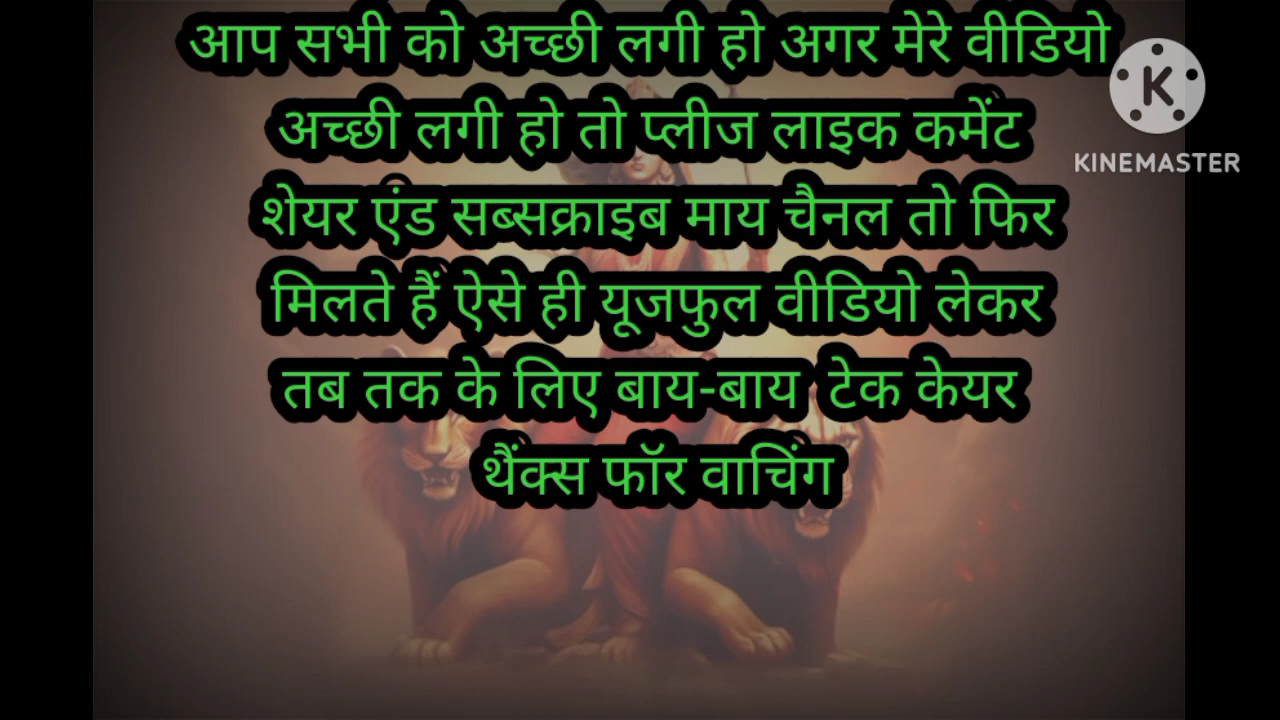 आप सभी को अच्छी लगी हो अगर मेरे वीडियो
अच्छी लगी हो तो प्लीज लाइक कमेंट
शेयर एंड सब्सक्राइब माय चैनल तो फिर
मिलते हैं ऐसे ही यूजफुल वीडियो लेकर
तब तक के लिए बाय-बाय टेक केयर
थैंक्स फॉर वाचिंग
K
KINEMASTER